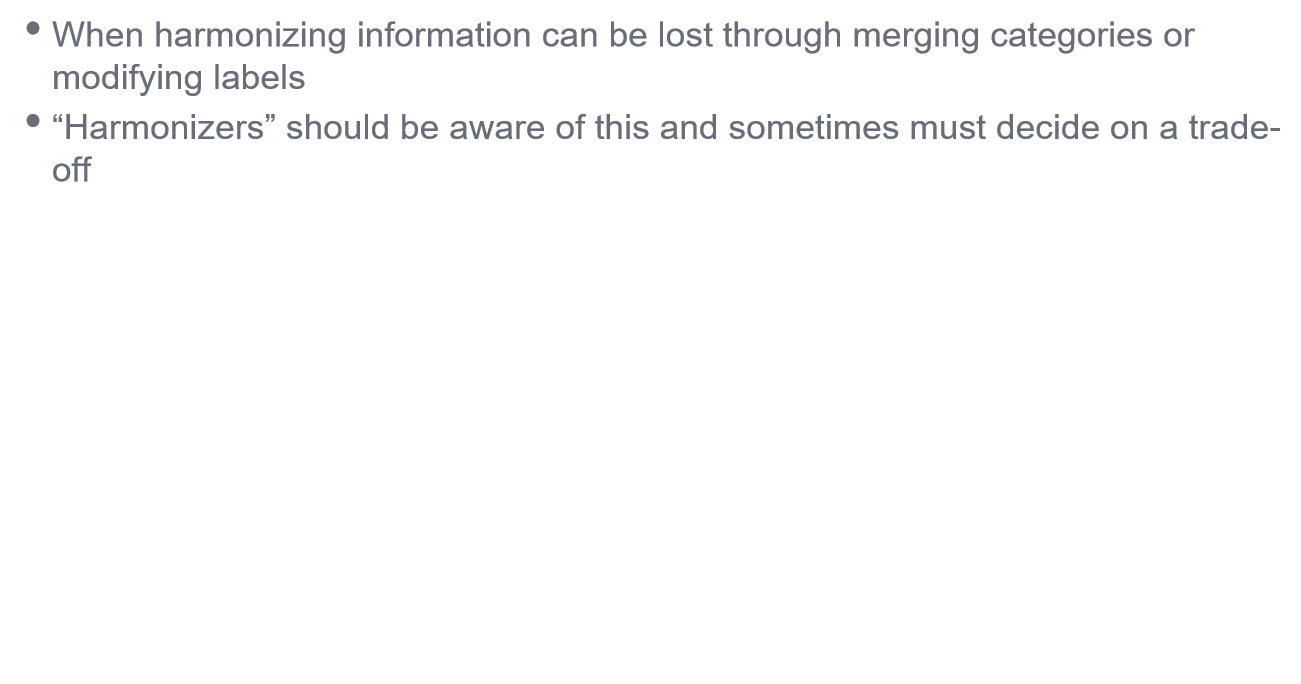 • When harmonizing information can be lost through merging categories or
modifying labels
• “Harmonizers” should be aware of this and sometimes must decide on a trade-
off